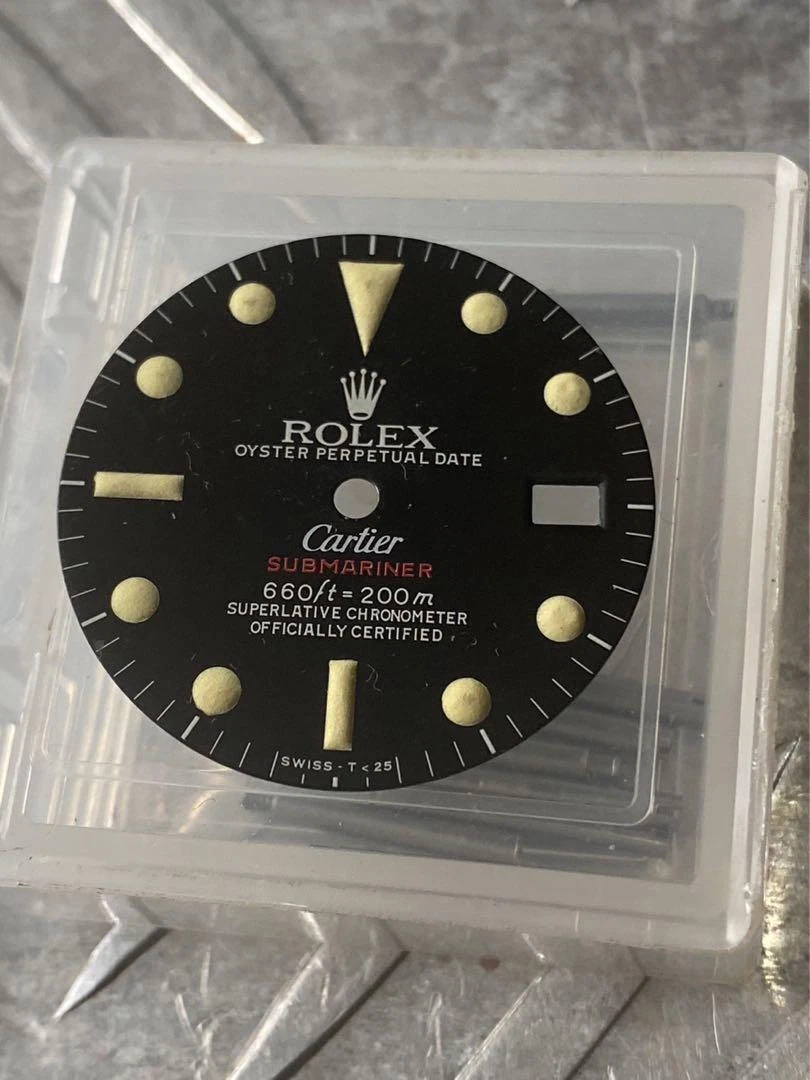 ROLEX
OYSTER PERPETUAL DATE
Cartier
SUBMARINER
660ft = 200m
SUPERLATIVE CHRONOMETER
OFFICIALLY CERTIFIED
SWISS - T < 25